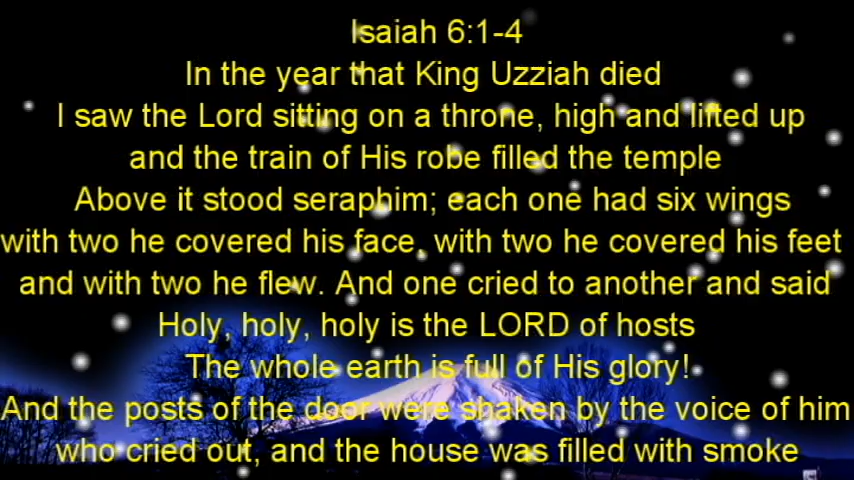 Isaiah 6:1-4
In the year that King Uzziah died
I saw the Lord sitting on a throne, high and lifted up
and the train of His robe filled the temple
Above it stood seraphim; each one had six wings
with two he covered his face, with two he covered his feet
and with two he flew. And one cried to another and said
Holy, holy, holy is the LORD of hosts
The whole earth is full of His glory!
And the posts of the door were shaken by the voice of him
who cried out, and the house was filled with smoke